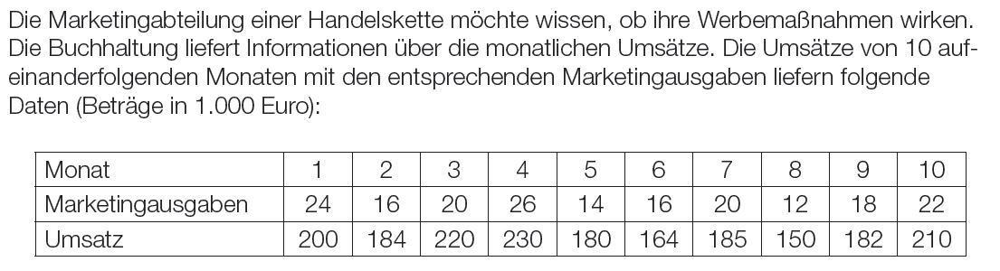 Die Marketingabteilung einer Handelskette möchte wissen, ob ihre Werbemaßnahmen wirken.
Die Buchhaltung liefert Informationen über die monatlichen Umsätze. Die Umsätze von 10 auf-
einanderfolgenden Monaten mit den entsprechenden Marketingausgaben liefern folgende
Daten (Beträge in 1.000 Euro):
Monat 1 2 3 4 5 6 7 8 9 10
Marketingausgaben 24 16 20 26 14 16 20 12 18 22
Umsatz 200 184 220 230 180 164 185 150 182 210